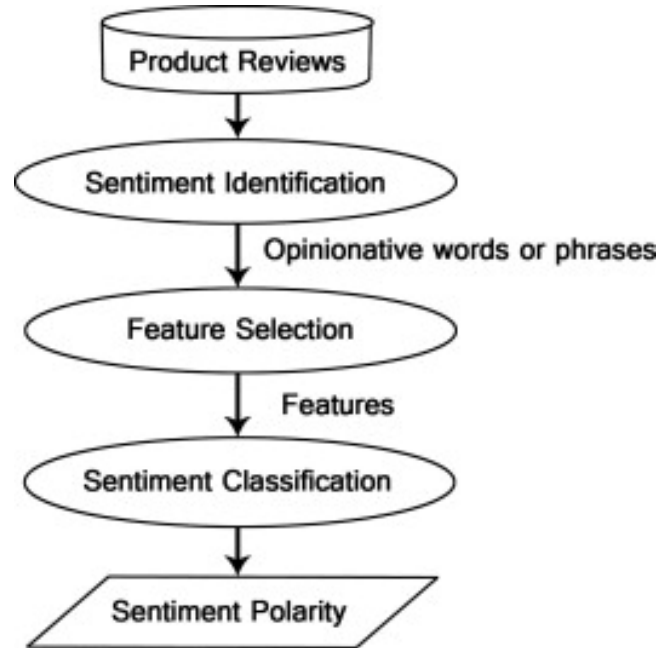 Product Reviews
Sentiment Identification
Opinionative words or phrases
Feature Selection
Features
Sentiment Classification
Sentiment Polarity